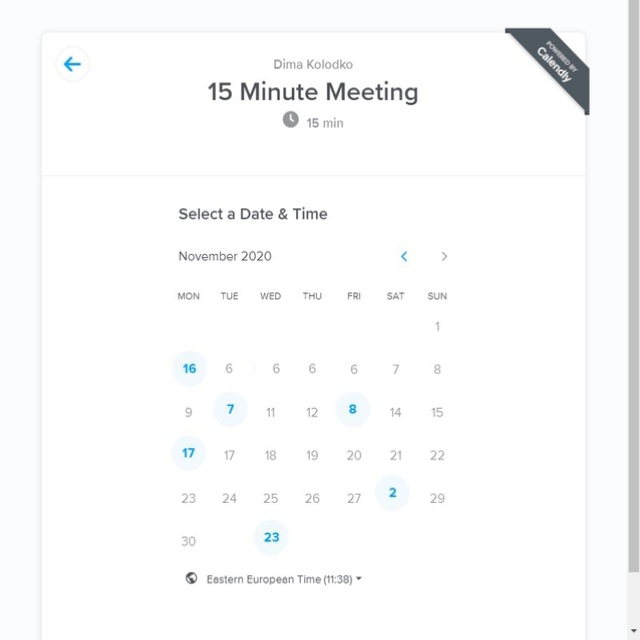 Dima Kolodko
POWERED BY
Calendly
15 Minute Meeting
15 min
Select a Date & Time
November 2020
MON TUE WED THU FRI SAT SUN
1
16 6 6 6 6 7 8
9 7 11 12 8 14 15
17 17 18 19 20 21 22
23 24 25 26 27 2 29
30 23
Eastern European Time (11:38)